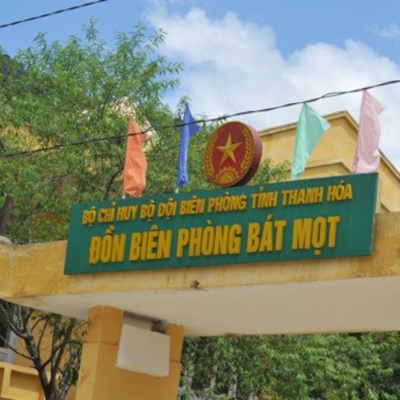 BỘ CHỈ HUY BỘ ĐỘI BIÊN PHÒNG TỈNH THANH HÓA
ĐỒN BIÊN PHÒNG BÁT MỌT